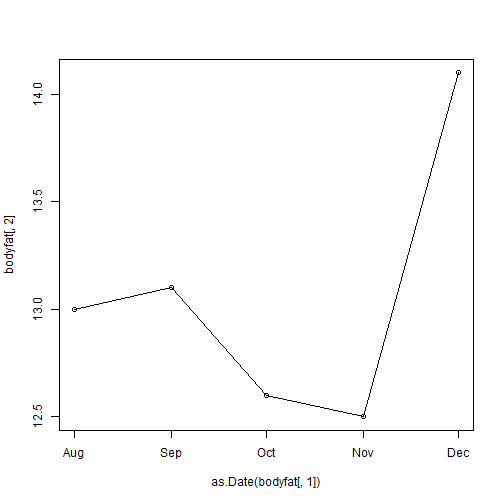 14.0
13.5
13.0
12.5
bodyfat[, 2]
Aug Sep Oct Nov Dec
as.Date(bodyfat[, 1])